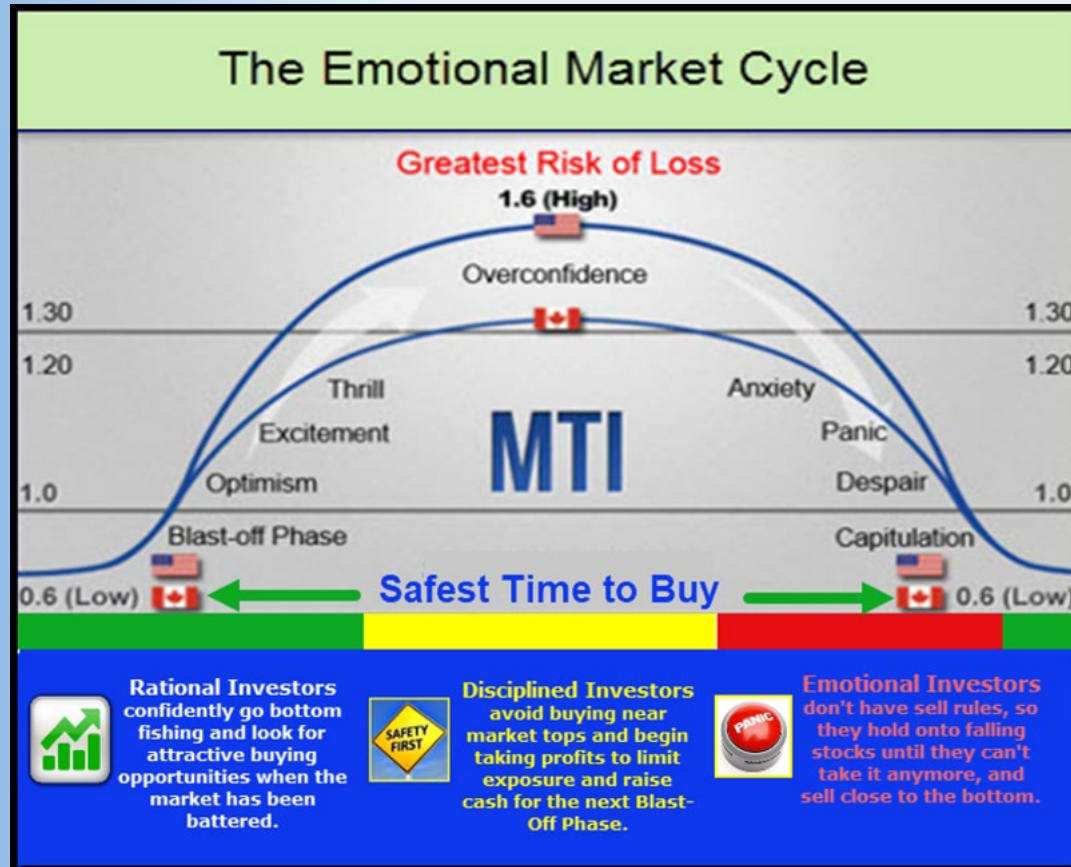 The Emotional Market Cycle
Greatest Risk of Loss
1.6 (High)
Overconfidence
1.30
1.30
1.20
1.20
Thrill
Anxiety
Excitement
Panic
MTI
Optimism
Despair
1.0
1.0
Blast-off Phase
Capitulation
0.6 (Low)
Safest Time to Buy
0.6 (Low)
Rational Investors
confidently go bottom
fishing and look for
attractive buying
opportunities when the
market has been
battered.
SAFETY
FIRST
Disciplined Investors
avoid buying near
market tops and begin
taking profits to limit
exposure and raise
cash for the next Blast-
Off Phase.
PANIC
Emotional Investors
don't have sell rules, so
they hold onto falling
stocks until they can't
take it anymore, and
sell close to the bottom.